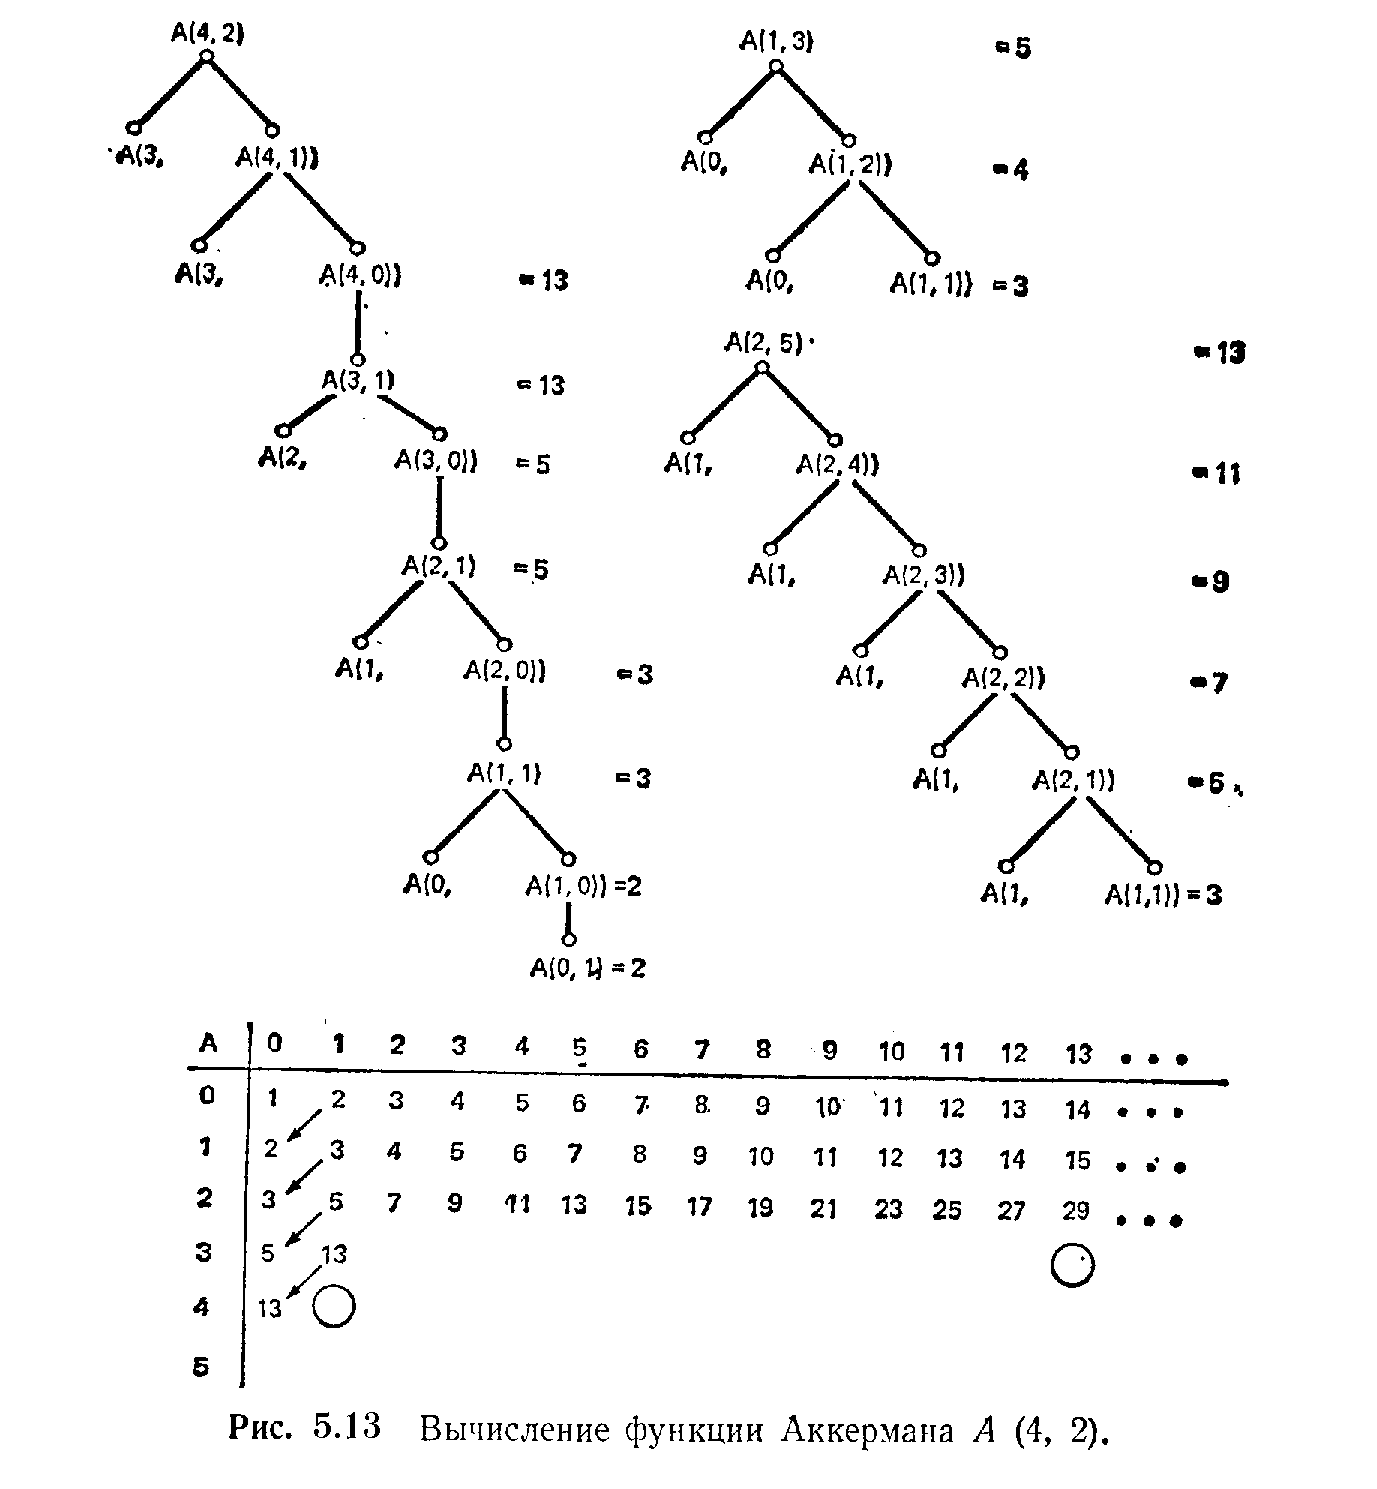 A(4, 2)
A(3,  A(4, 1))
A(3,  A(4, 0))  = 13
A(3, 1)  = 13
A(2,  A(3, 0))  = 5
A(2, 1)  = 5
A(1,  A(2, 0))  = 3
A(1, 1)  = 3
A(0,  A(1, 0)) = 2
A(0, 1) = 2
A(1, 3)  = 5
A(0,  A(1, 2))  = 4
A(0,  A(1, 1))  = 3
A(2, 5)  = 13
A(1,  A(2, 4))  = 11
A(1,  A(2, 3))  = 9
A(1,  A(2, 2))  = 7
A(1,  A(2, 1))  = 5
A(1,  A(1,1)) = 3
A 0 1 2 3 4 5 6 7 8 9 10 11 12 13 • • •
0 1 2 3 4 5 6 7 8 9 10 11 12 13 14 • • •
1 2 3 4 5 6 7 8 9 10 11 12 13 14 15 • • •
2 3 5 7 9 11 13 15 17 19 21 23 25 27 29 • • •
3 5 13
4 13
5
Рис. 5.13 Вычисление функции Аккермана A (4, 2).